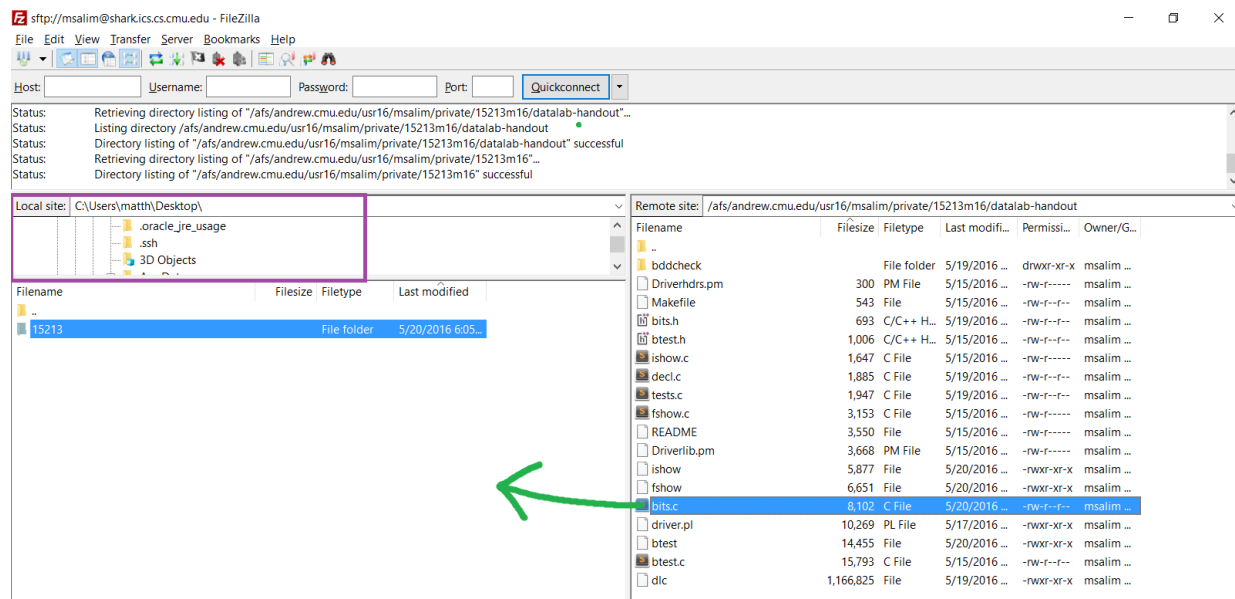 sftp://msalim@shark.ics.cs.cmu.edu - FileZilla
File Edit View Transfer Server Bookmarks Help
Host: Username: Password: Port: Quickconnect
Status: Retrieving directory listing of "/afs/andrew.cmu.edu/usr16/msalim/private/15213m16/datalab-handout"...
Status: Listing directory /afs/andrew.cmu.edu/usr16/msalim/private/15213m16/datalab-handout
Status: Directory listing of "/afs/andrew.cmu.edu/usr16/msalim/private/15213m16/datalab-handout" successful
Status: Retrieving directory listing of "/afs/andrew.cmu.edu/usr16/msalim/private/15213m16"...
Status: Directory listing of "/afs/andrew.cmu.edu/usr16/msalim/private/15213m16" successful
Local site: C:\Users\matth\Desktop\
.oracle_jre_usage
.ssh
3D Objects
Filename Filesize Filetype Last modified
..
15213 File folder 5/20/2016 6:05...
Remote site: /afs/andrew.cmu.edu/usr16/msalim/private/15213m16/datalab-handout
Filename Filesize Filetype Last modifi... Permissi... Owner/G...
..
bddcheck File folder 5/19/2016 ... drwxr-xr-x msalim ...
Driverhdrs.pm 300 PM File 5/15/2016 ... -rw-r----- msalim ...
Makefile 543 File 5/15/2016 ... -rw-r--r-- msalim ...
bits.h 693 C/C++ H... 5/19/2016 ... -rw-r--r-- msalim ...
btest.h 1,006 C/C++ H... 5/15/2016 ... -rw-r--r-- msalim ...
ishow.c 1,647 C File 5/15/2016 ... -rw-r----- msalim ...
decl.c 1,885 C File 5/19/2016 ... -rw-r--r-- msalim ...
tests.c 1,947 C File 5/19/2016 ... -rw-r--r-- msalim ...
fshow.c 3,153 C File 5/15/2016 ... -rw-r----- msalim ...
README 3,550 File 5/15/2016 ... -rw-r----- msalim ...
Driverlib.pm 3,668 PM File 5/15/2016 ... -rw-r----- msalim ...
ishow 5,877 File 5/20/2016 ... -rwxr-xr-x msalim ...
fshow 6,651 File 5/20/2016 ... -rwxr-xr-x msalim ...
bits.c 8,102 C File 5/20/2016 ... -rw-r--r-- msalim ...
driver.pl 10,269 PL File 5/17/2016 ... -rwxr-xr-x msalim ...
btest 14,455 File 5/20/2016 ... -rwxr-xr-x msalim ...
btest.c 15,793 C File 5/15/2016 ... -rw-r--r-- msalim ...
dlc 1,166,825 File 5/19/2016 ... -rwxr-xr-x msalim ...